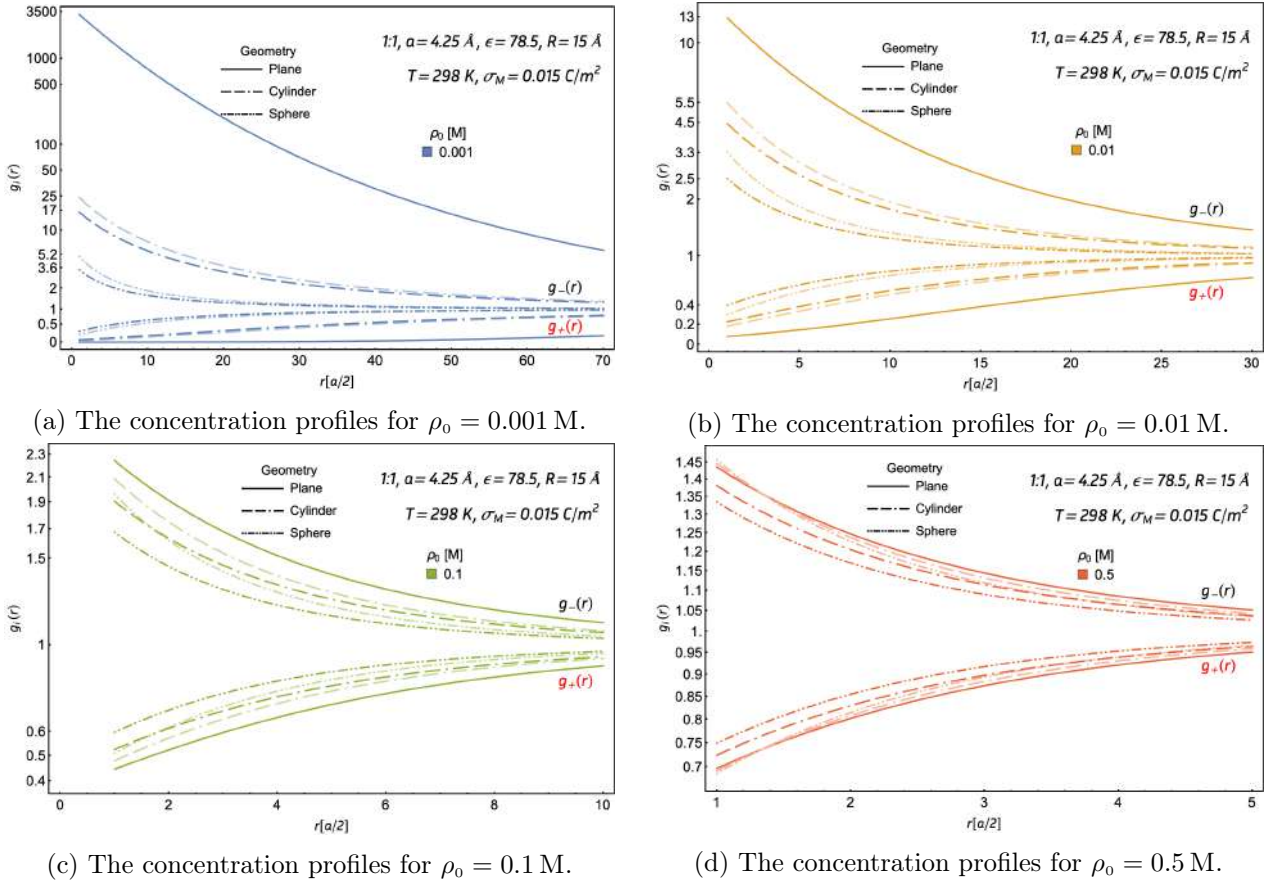 3500
1000
500
100
50
25
17
10
5.2
3.6
2
1
0.5
0
g_i(r)
1:1, a = 4.25 Å, ϵ = 78.5, R = 15 Å
T = 298 K, σ_M = 0.015 C/m²
Geometry
Plane
Cylinder
Sphere
ρ₀ [M]
0.001
g₋(r)
g₊(r)
0 10 20 30 40 50 60 70
r[a/2]
(a) The concentration profiles for ρ₀ = 0.001 M.
13
10
5.5
4.5
3.3
2.5
2
1
0.4
0.2
0
g_i(r)
1:1, a = 4.25 Å, ϵ = 78.5, R = 15 Å
T = 298 K, σ_M = 0.015 C/m²
Geometry
Plane
Cylinder
Sphere
ρ₀ [M]
0.01
g₋(r)
g₊(r)
0 5 10 15 20 25 30
r[a/2]
(b) The concentration profiles for ρ₀ = 0.01 M.
2.3
2.1
1.9
1.7
1.5
1
0.6
0.5
0.4
g_i(r)
Geometry
Plane
Cylinder
Sphere
1:1, a = 4.25 Å, ϵ = 78.5, R = 15 Å
T = 298 K, σ_M = 0.015 C/m²
ρ₀ [M]
0.1
g₋(r)
g₊(r)
0 2 4 6 8 10
r[a/2]
(c) The concentration profiles for ρ₀ = 0.1 M.
1.45
1.4
1.35
1.3
1.25
1.2
1.15
1.1
1.05
1.
0.95
0.9
0.85
0.8
0.75
0.7
g_i(r)
Geometry
Plane
Cylinder
Sphere
1:1, a = 4.25 Å, ϵ = 78.5, R = 15 Å
T = 298 K, σ_M = 0.015 C/m²
ρ₀ [M]
0.5
g₋(r)
g₊(r)
1 2 3 4 5
r[a/2]
(d) The concentration profiles for ρ₀ = 0.5 M.